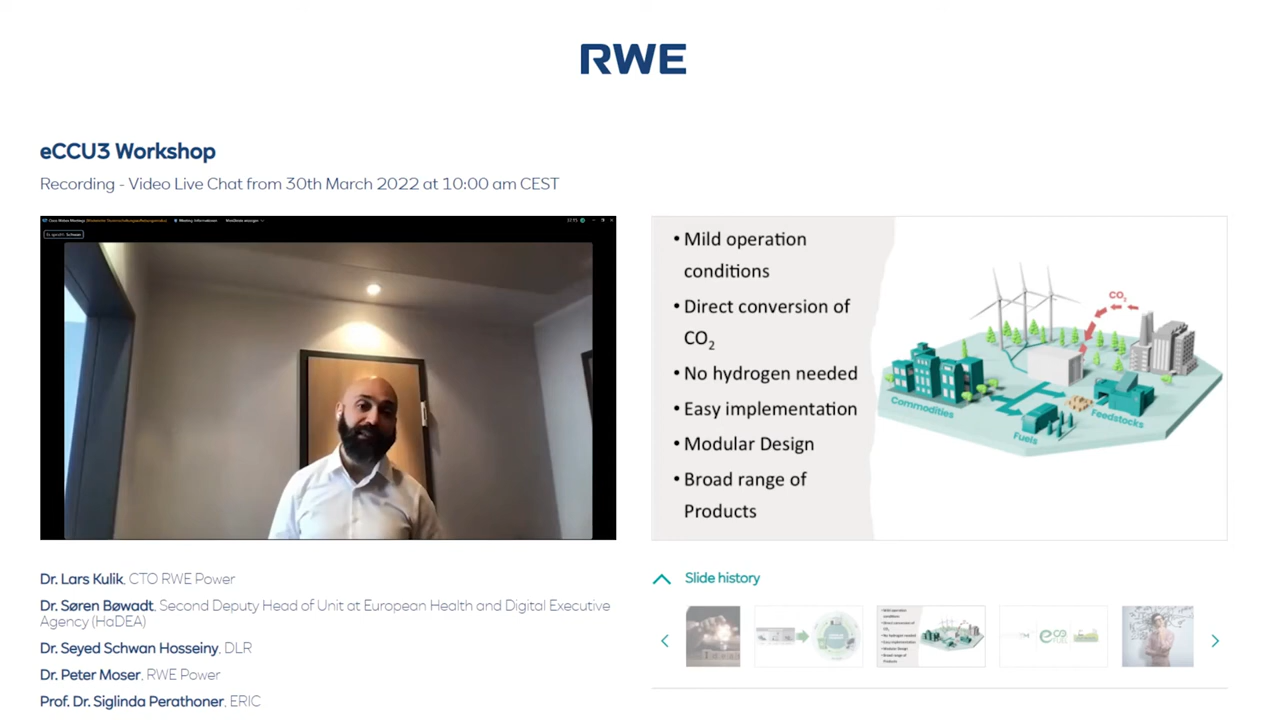 RWE
eCCU3 Workshop
Recording - Video Live Chat from 30th March 2022 at 10:00 am CEST
• Mild operation
conditions
• Direct conversion of
CO₂
• No hydrogen needed
• Easy implementation
• Modular Design
• Broad range of
Products
CO₂
Commodities
Feedstocks
Fuels
Dr. Lars Kulik, CTO RWE Power
Dr. Søren Bøwadt, Second Deputy Head of Unit at European Health and Digital Executive
Agency (HaDEA)
Dr. Seyed Schwan Hosseiny, DLR
Dr. Peter Moser, RWE Power
Prof. Dr. Siglinda Perathoner, ERIC
Slide history